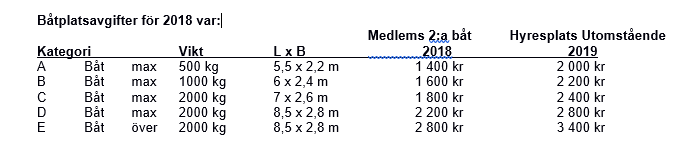 Båtplatsavgifter för 2018 var:
Medlems 2:a båt Hyresplats Utomstående
Kategori Vikt L x B 2018 2019
A Båt max 500 kg 5,5 x 2,2 m 1 400 kr 2 000 kr
B Båt max 1000 kg 6 x 2,4 m 1 600 kr 2 200 kr
C Båt max 2000 kg 7 x 2,6 m 1 800 kr 2 400 kr
D Båt max 2000 kg 8,5 x 2,8 m 2 200 kr 2 800 kr
E Båt över 2000 kg 8,5 x 2,8 m 2 800 kr 3 400 kr